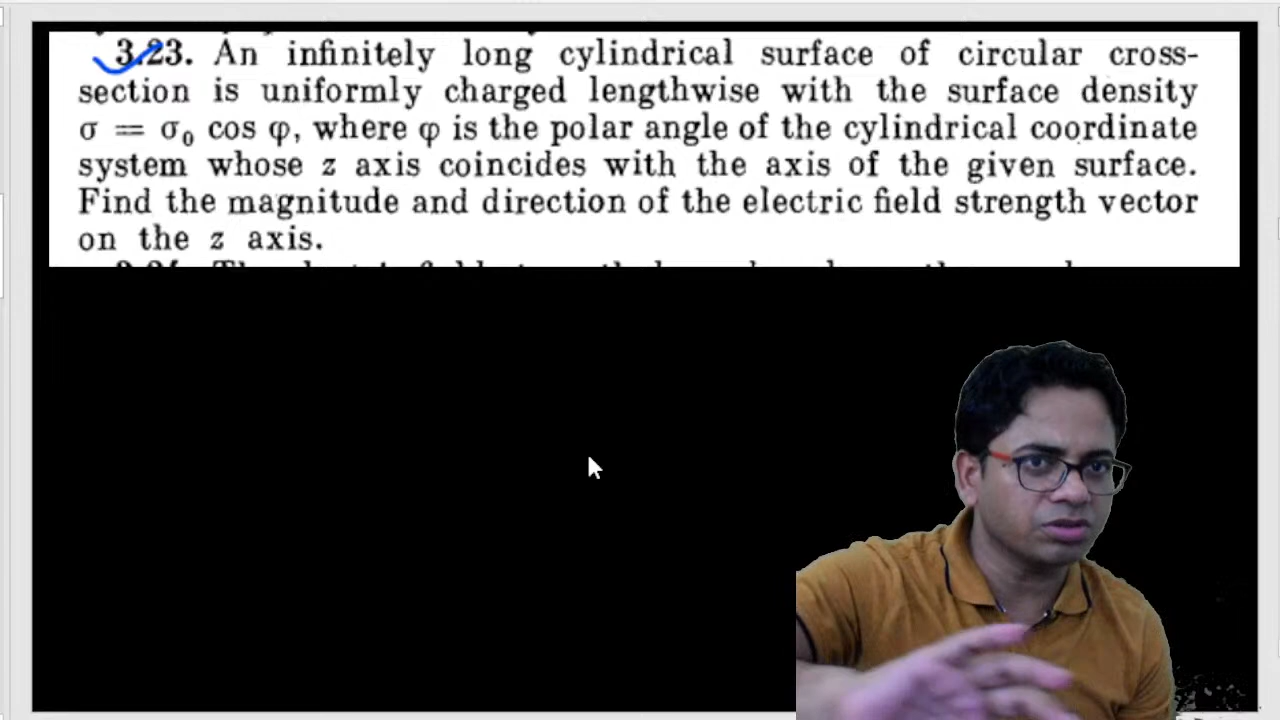 3.23. An infinitely long cylindrical surface of circular cross-
section is uniformly charged lengthwise with the surface density
σ = σ₀ cos φ, where φ is the polar angle of the cylindrical coordinate
system whose z axis coincides with the axis of the given surface.
Find the magnitude and direction of the electric field strength vector
on the z axis.